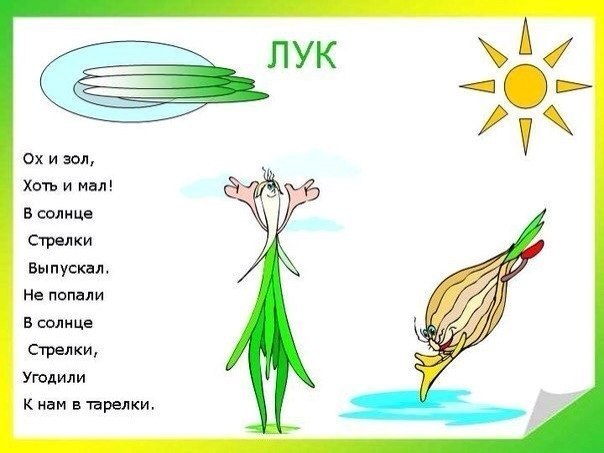 ЛУК
Ох и зол,
Хоть и мал!
В солнце
Стрелки
Выпускал.
Не попали
В солнце
Стрелки,
Угодили
К нам в тарелки.